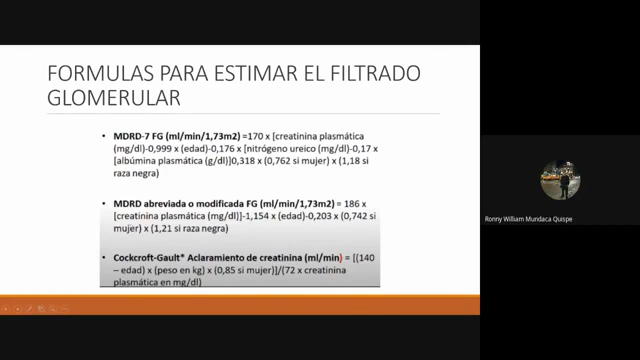 FORMULAS PARA ESTIMAR EL FILTRADO
GLOMERULAR
• MDRD-7 FG (ml/min/1,73m2) =170 x [creatinina plasmática
(mg/dl)-0,999 x (edad)-0,176 x [nitrógeno ureico (mg/dl)-0,17 x
[albúmina plasmática (g/dl)]0,318 x (0,762 si mujer) x (1,18 si
raza negra)
• MDRD abreviada o modificada FG (ml/min/1,73m2) = 186 x
[creatinina plasmática (mg/dl)]-1,154 x (edad)-0,203 x (0,742 si
mujer) x (1,21 si raza negra)
• Cockcroft-Gault* Aclaramiento de creatinina (ml/min) = [(140
– edad) x (peso en kg) x (0,85 si mujer)]/(72 x creatinina
plasmática en mg/dl)
Ronny William Mundaca Quispe